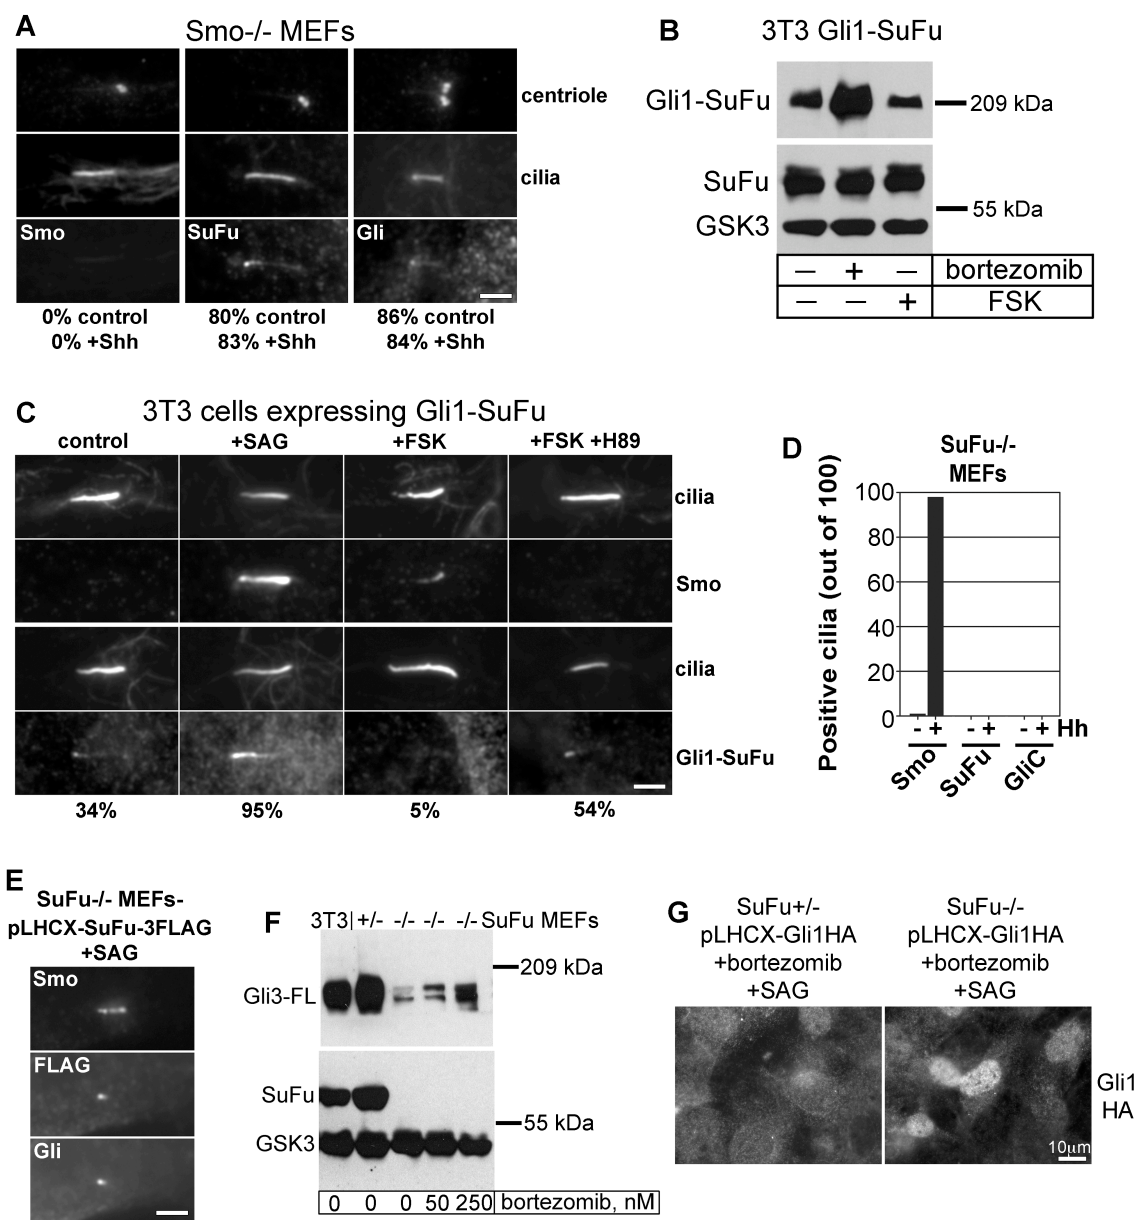 A
Smo-/- MEFs
centriole
cilia
Smo
SuFu
Gli
0% control
0% +Shh
80% control
83% +Shh
86% control
84% +Shh
B
3T3 Gli1-SuFu
Gli1-SuFu
209 kDa
SuFu
55 kDa
GSK3
– + – bortezomib
– – + FSK
C
3T3 cells expressing Gli1-SuFu
control +SAG +FSK +FSK +H89
cilia
Smo
cilia
Gli1-SuFu
34% 95% 5% 54%
D
SuFu-/-
MEFs
Positive cilia (out of 100)
100
80
60
40
20
0
- + - + - + Hh
Smo SuFu GliC
E
SuFu-/- MEFs-
pLHCX-SuFu-3FLAG
+SAG
Smo
FLAG
Gli
F
3T3| +/- -/- -/- -/- SuFu MEFs
209 kDa
Gli3-FL
SuFu
55 kDa
GSK3
0 0 0 50 250 bortezomib, nM
G
SuFu+/-
pLHCX-Gli1HA
+bortezomib
+SAG
SuFu-/-
pLHCX-Gli1HA
+bortezomib
+SAG
Gli1
HA
10µm